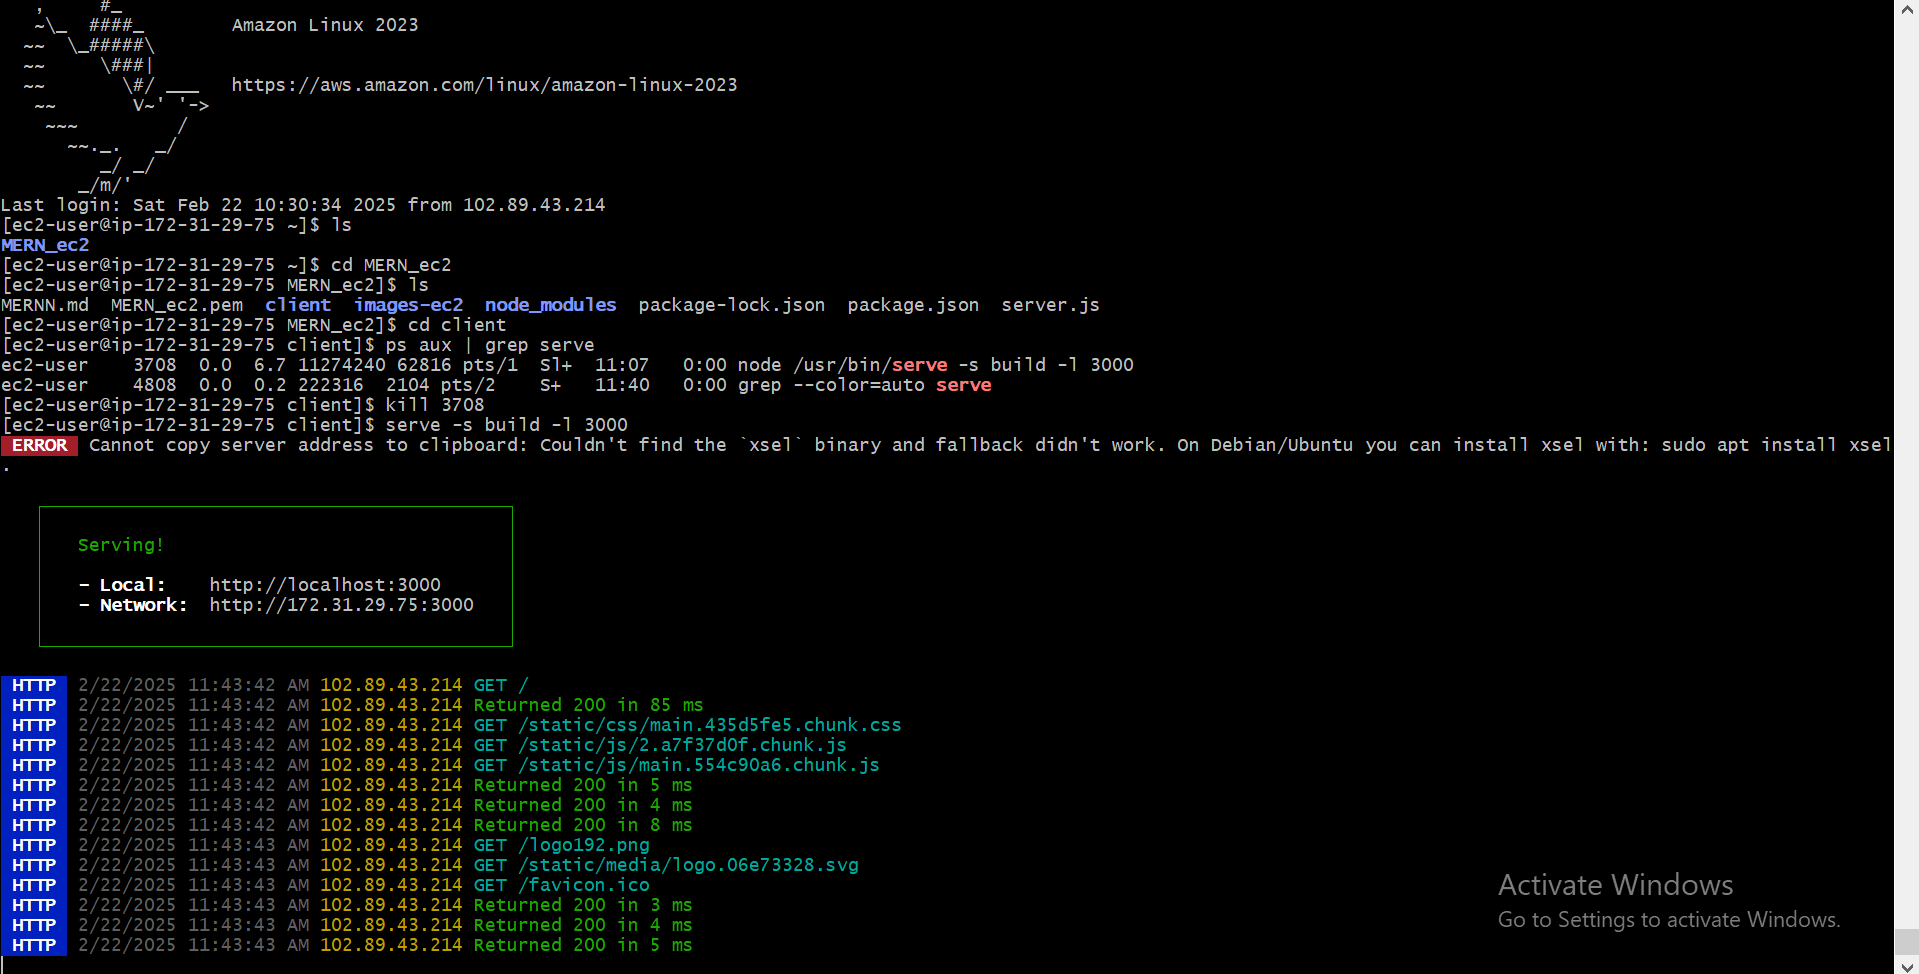 ,     #_
   ~\_  ####_        Amazon Linux 2023
  ~~  \_#####\
  ~~     \###|
  ~~       \#/ ___   https://aws.amazon.com/linux/amazon-linux-2023
   ~~       V~' '->
    ~~~         /
      ~~._.   _/
         _/ _/
       _/m/'
Last login: Sat Feb 22 10:30:34 2025 from 102.89.43.214
[ec2-user@ip-172-31-29-75 ~]$ ls
MERN_ec2
[ec2-user@ip-172-31-29-75 ~]$ cd MERN_ec2
[ec2-user@ip-172-31-29-75 MERN_ec2]$ ls
MERNN.md  MERN_ec2.pem  client  images-ec2  node_modules  package-lock.json  package.json  server.js
[ec2-user@ip-172-31-29-75 MERN_ec2]$ cd client
[ec2-user@ip-172-31-29-75 client]$ ps aux | grep serve
ec2-user    3708  0.0  6.7 11274240 62816 pts/1  Sl+  11:07   0:00 node /usr/bin/serve -s build -l 3000
ec2-user    4808  0.0  0.2 222316  2104 pts/2    S+   11:40   0:00 grep --color=auto serve
[ec2-user@ip-172-31-29-75 client]$ kill 3708
[ec2-user@ip-172-31-29-75 client]$ serve -s build -l 3000
 ERROR  Cannot copy server address to clipboard: Couldn't find the `xsel` binary and fallback didn't work. On Debian/Ubuntu you can install xsel with: sudo apt install xsel
.
Serving!
- Local:    http://localhost:3000
- Network:  http://172.31.29.75:3000
 HTTP  2/22/2025 11:43:42 AM 102.89.43.214 GET /
 HTTP  2/22/2025 11:43:42 AM 102.89.43.214 Returned 200 in 85 ms
 HTTP  2/22/2025 11:43:42 AM 102.89.43.214 GET /static/css/main.435d5fe5.chunk.css
 HTTP  2/22/2025 11:43:42 AM 102.89.43.214 GET /static/js/2.a7f37d0f.chunk.js
 HTTP  2/22/2025 11:43:42 AM 102.89.43.214 GET /static/js/main.554c90a6.chunk.js
 HTTP  2/22/2025 11:43:42 AM 102.89.43.214 Returned 200 in 5 ms
 HTTP  2/22/2025 11:43:42 AM 102.89.43.214 Returned 200 in 4 ms
 HTTP  2/22/2025 11:43:42 AM 102.89.43.214 Returned 200 in 8 ms
 HTTP  2/22/2025 11:43:43 AM 102.89.43.214 GET /logo192.png
 HTTP  2/22/2025 11:43:43 AM 102.89.43.214 GET /static/media/logo.06e73328.svg
 HTTP  2/22/2025 11:43:43 AM 102.89.43.214 GET /favicon.ico
 HTTP  2/22/2025 11:43:43 AM 102.89.43.214 Returned 200 in 3 ms
 HTTP  2/22/2025 11:43:43 AM 102.89.43.214 Returned 200 in 4 ms
 HTTP  2/22/2025 11:43:43 AM 102.89.43.214 Returned 200 in 5 ms
Activate Windows
Go to Settings to activate Windows.